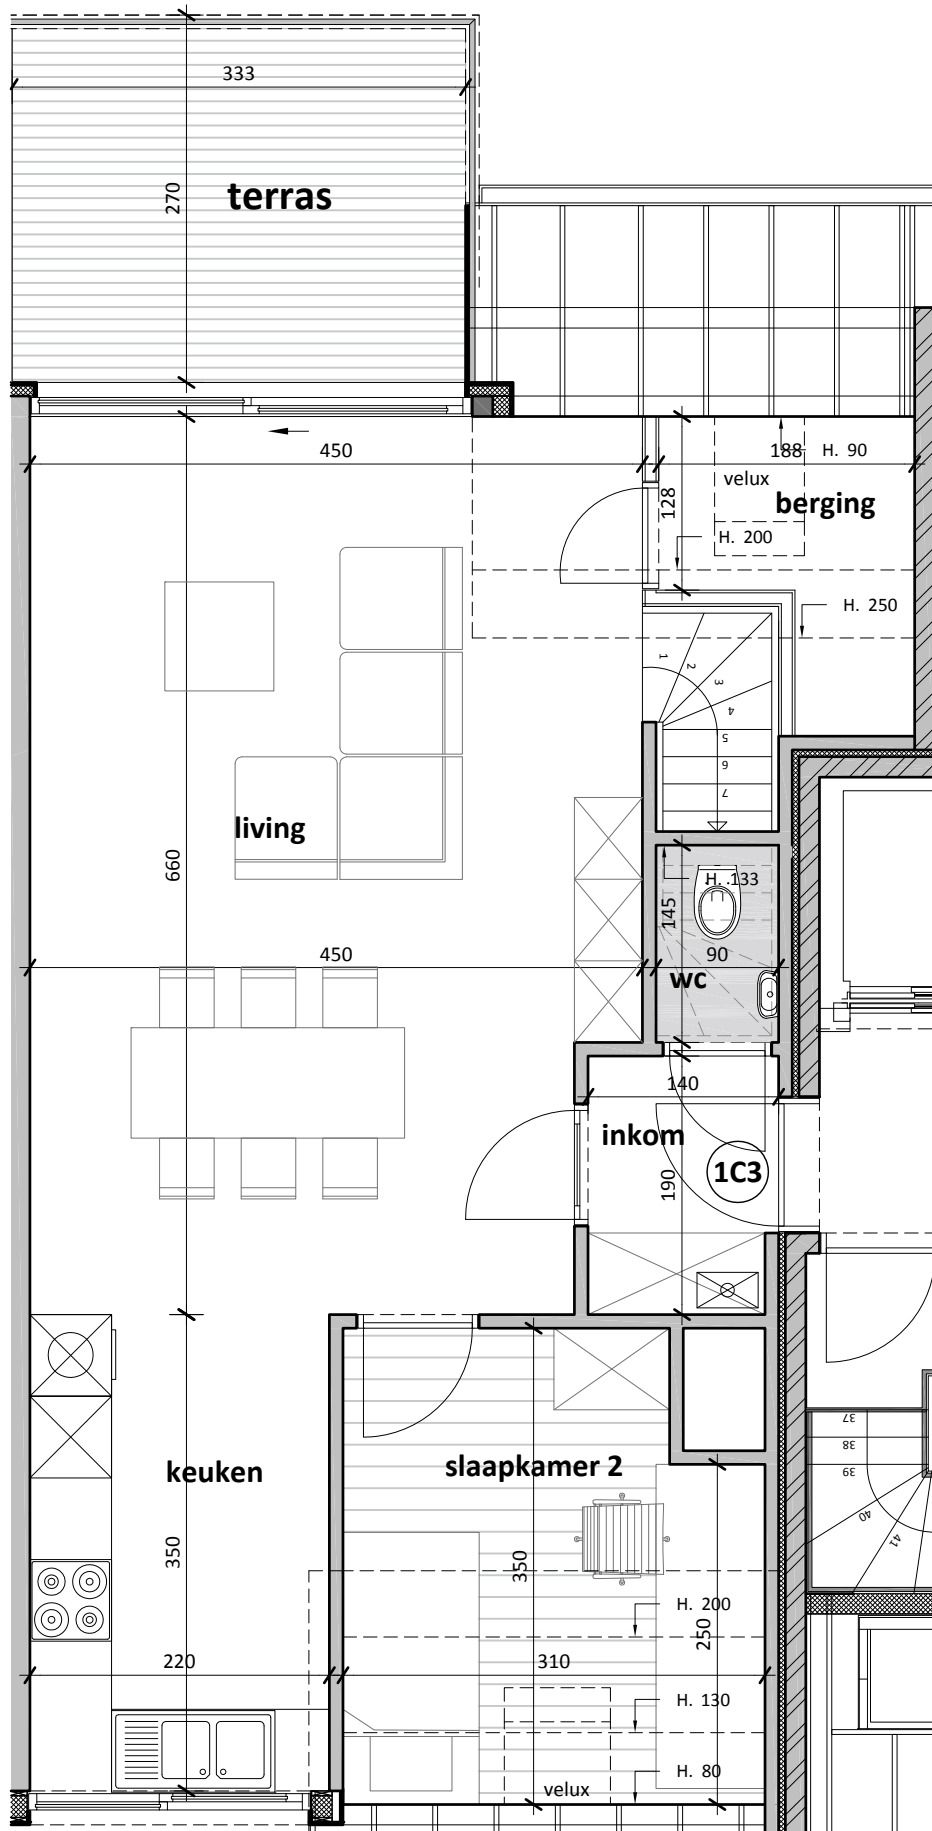 333
270
terras
450
188
H. 90
velux
128
berging
H. 200
H. 250
1
2
3
4
5
6
7
living
660
H. 133
145
450
90
wc
140
inkom
1C3
190
37
38
39
40
41
keuken
slaapkamer 2
350
350
H. 200
250
220
310
H. 130
H. 80
velux